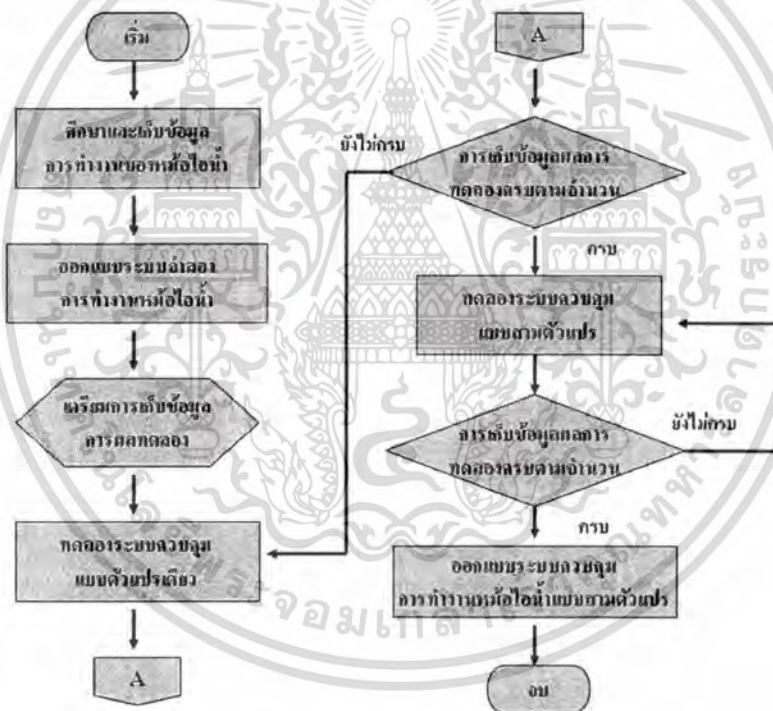 เริ่ม
ศึกษาและเก็บข้อมูล
การทำงานของหม้อไอน้ำ
ออกแบบระบบจำลอง
การทำงานหม้อไอน้ำ
เตรียมการเก็บข้อมูล
การผลทดลอง
ทดลองระบบควบคุม
แบบตัวแปรเดียว
A
A
การเก็บข้อมูลผลการ
ทดลองครบตามจำนวน
ยังไม่ครบ
ครบ
ทดลองระบบควบคุม
แบบสามตัวแปร
การเก็บข้อมูลผลการ
ทดลองครบตามจำนวน
ยังไม่ครบ
ครบ
ออกแบบระบบควบคุม
การทำงานหม้อไอน้ำแบบสามตัวแปร
จบ